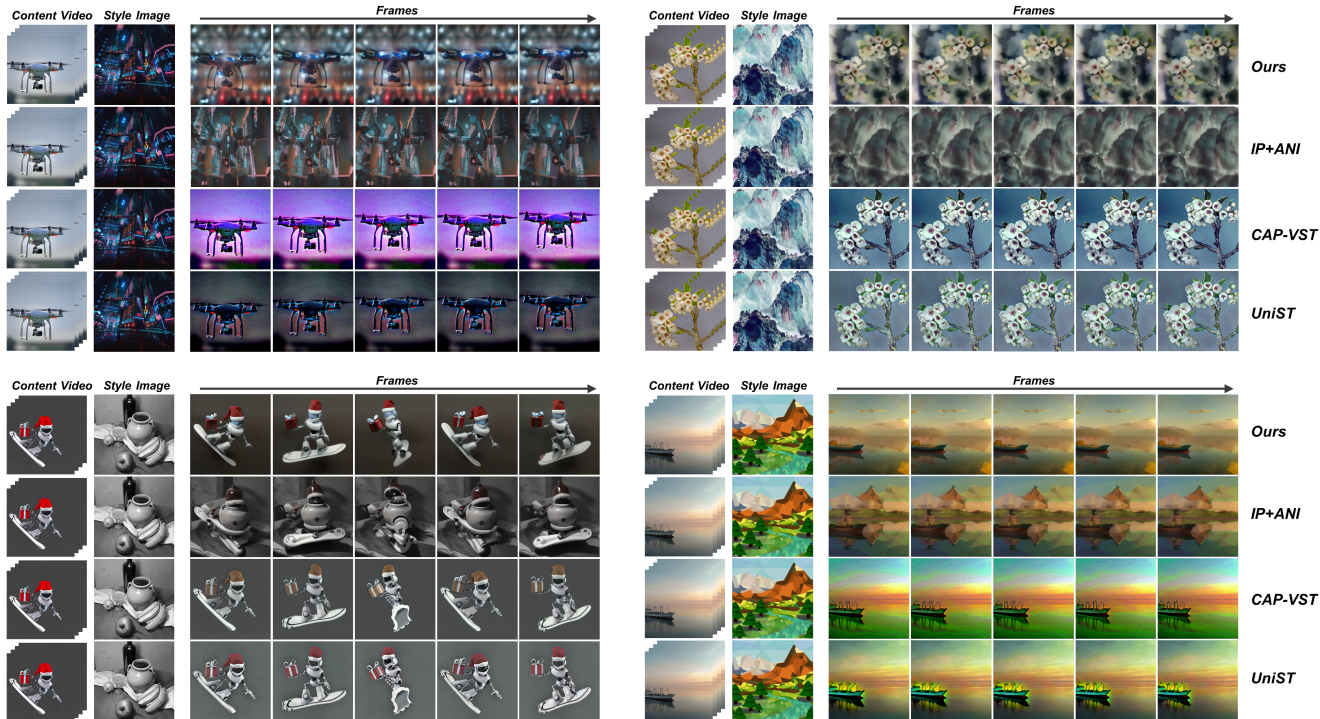 Content Video Style Image Frames
Content Video Style Image Frames
Ours
IP+ANI
CAP-VST
UniST
Content Video Style Image Frames
Content Video Style Image Frames
Ours
IP+ANI
CAP-VST
UniST